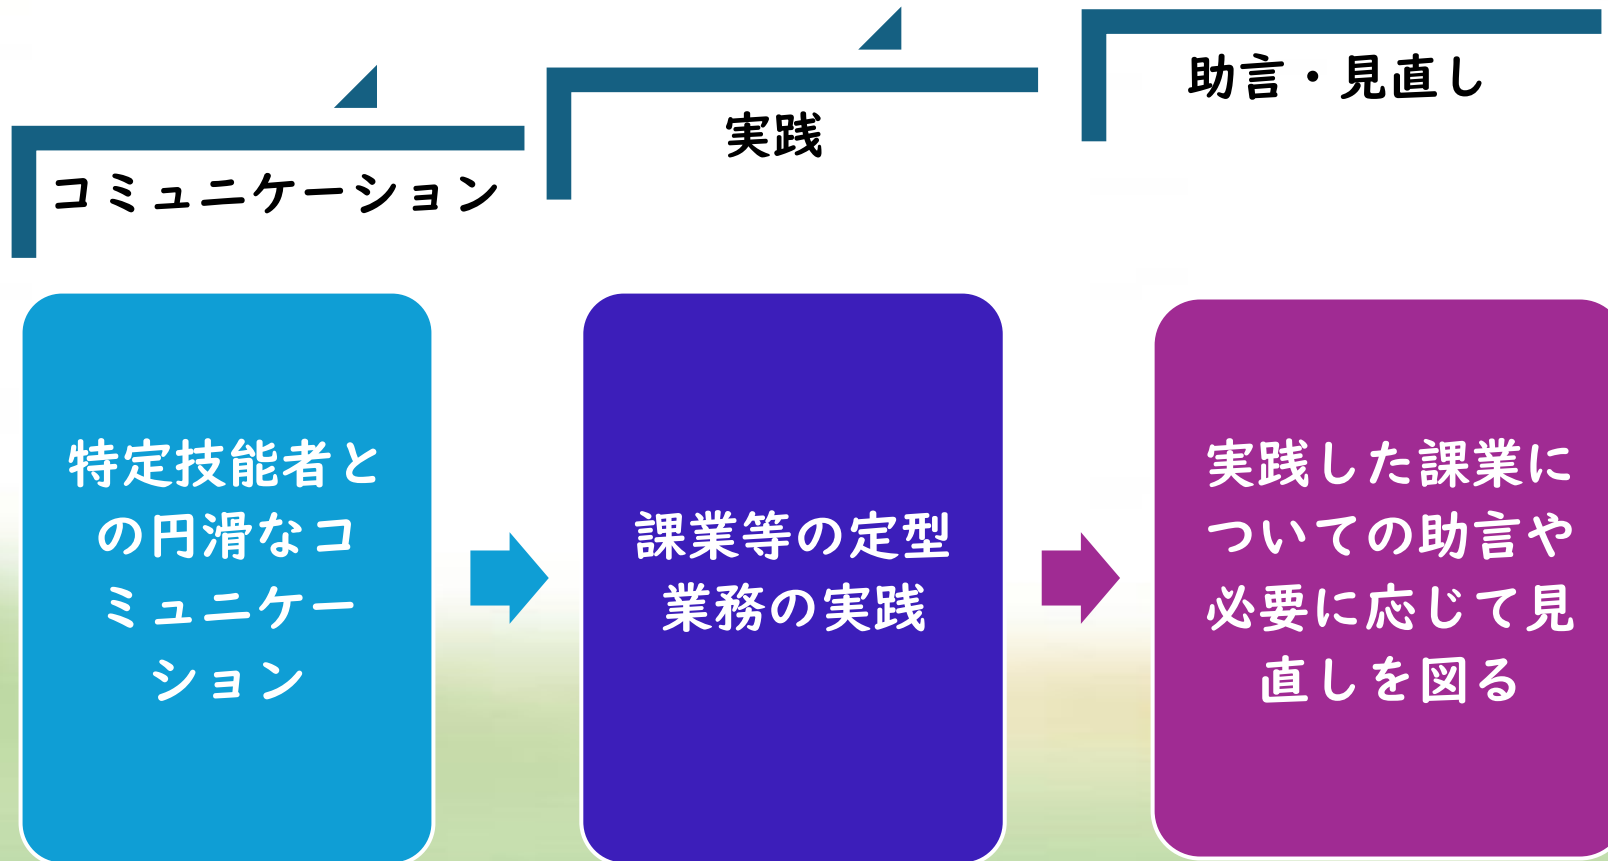 コミュニケーション
実践
助言・見直し
特定技能者と
の円滑なコ
ミュニケー
ション
課業等の定型
業務の実践
実践した課業に
ついての助言や
必要に応じて見
直しを図る